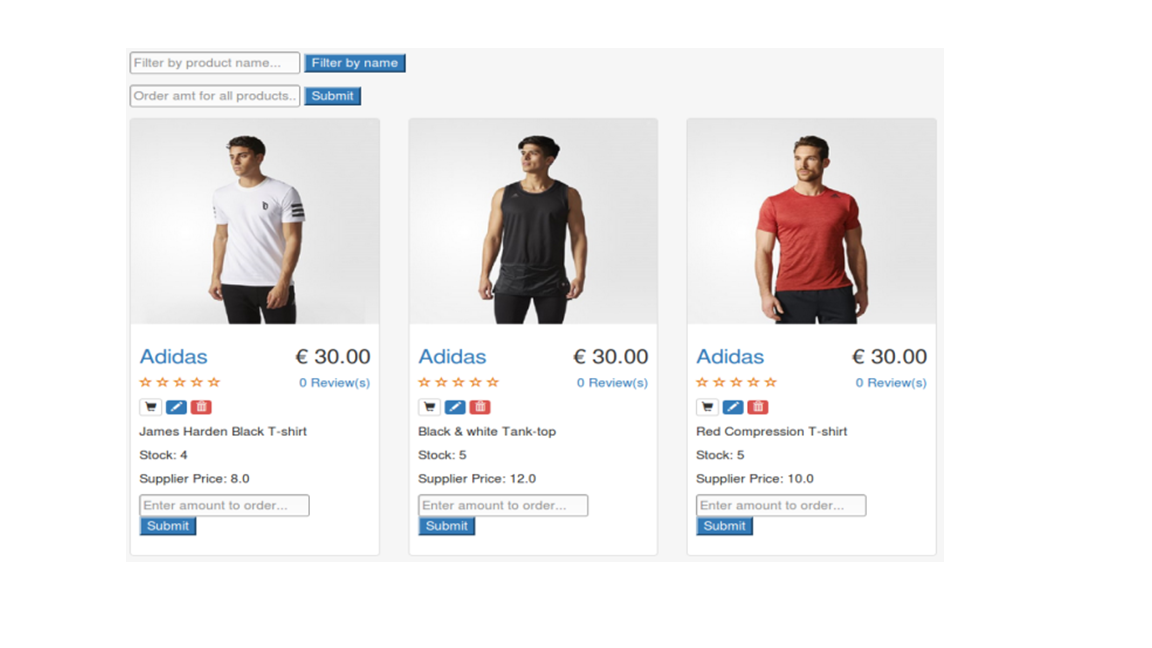 Filter by product name... Filter by name
Order amt for all products.. Submit
Adidas € 30.00 Adidas € 30.00 Adidas € 30.00
0 Review(s) 0 Review(s) 0 Review(s)
James Harden Black T-shirt Black & white Tank-top Red Compression T-shirt
Stock: 4 Stock: 5 Stock: 5
Supplier Price: 8.0 Supplier Price: 12.0 Supplier Price: 10.0
Enter amount to order... Enter amount to order... Enter amount to order...
Submit Submit Submit